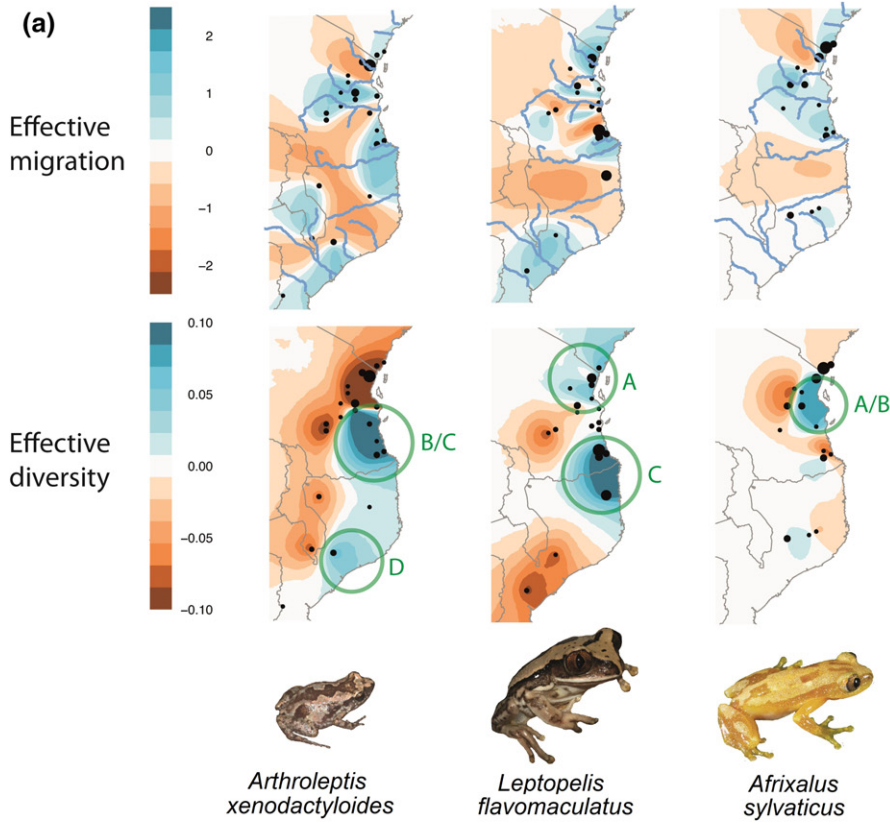 (a)
Effective
migration
2
1
0
−1
−2
Effective
diversity
0.10
0.05
0.00
−0.05
−0.10
B/C
D
A
C
A/B
Arthroleptis
xenodactyloides
Leptopelis
flavomaculatus
Afrixalus
sylvaticus